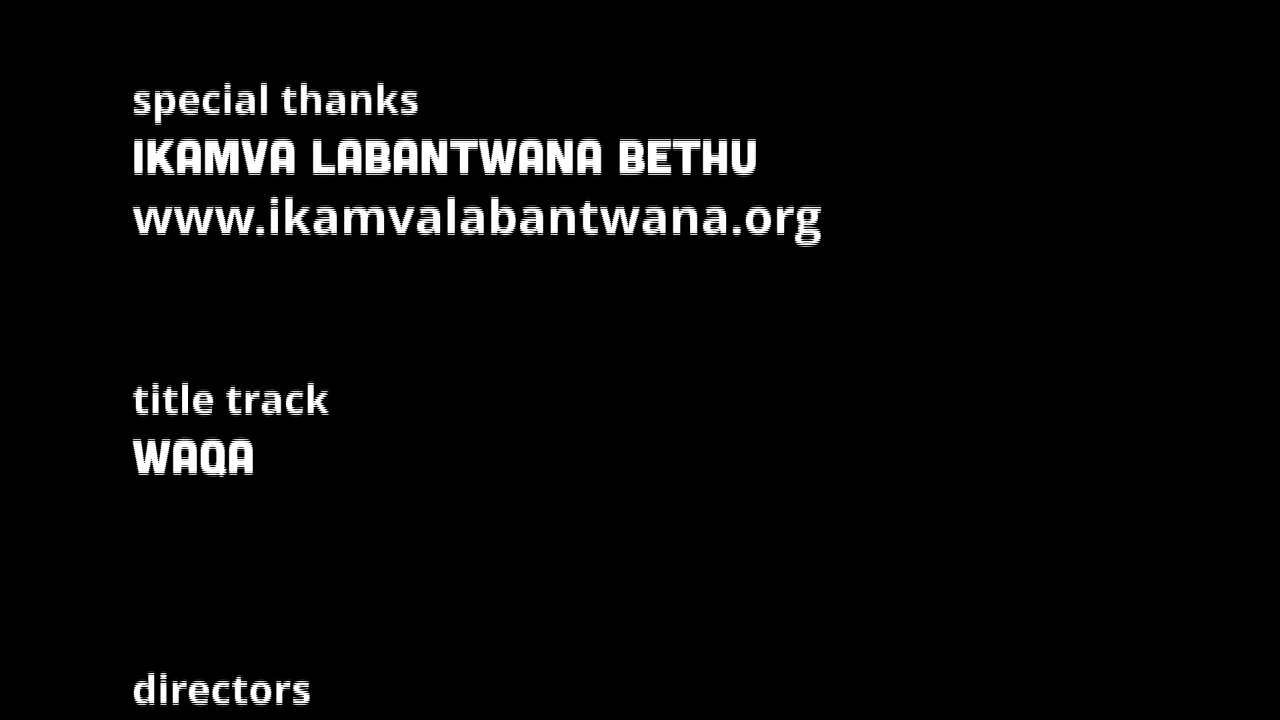 special thanks
IKAMVA LABANTWANA BETHU
www.ikamvalabantwana.org
title track
WAQA
directors